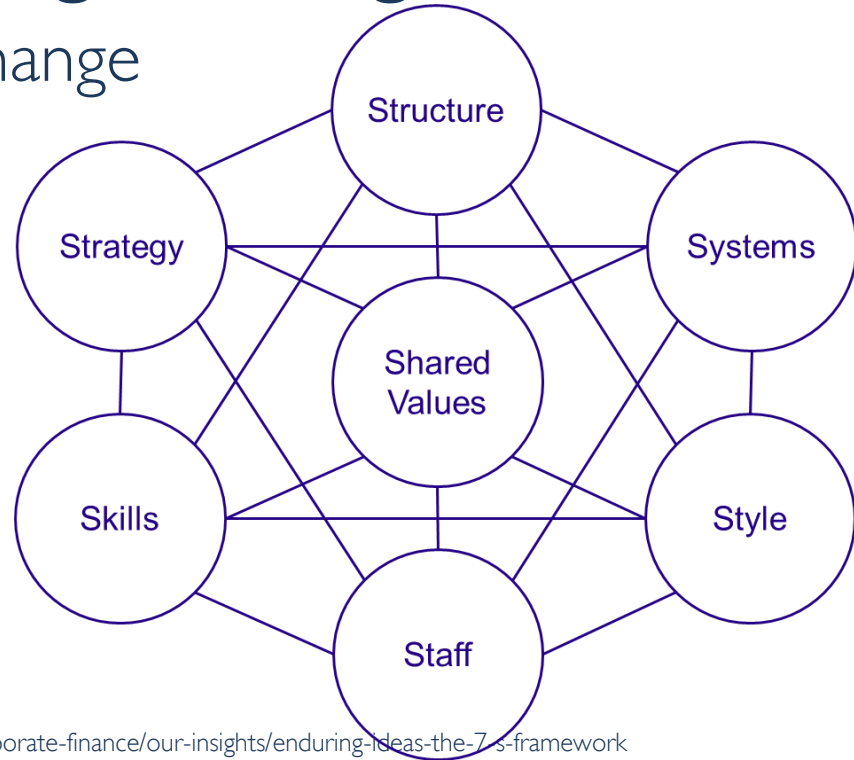 hange
Structure
Strategy
Systems
Shared
Values
Skills
Style
Staff
porate-finance/our-insights/enduring-ideas-the-7-s-framework